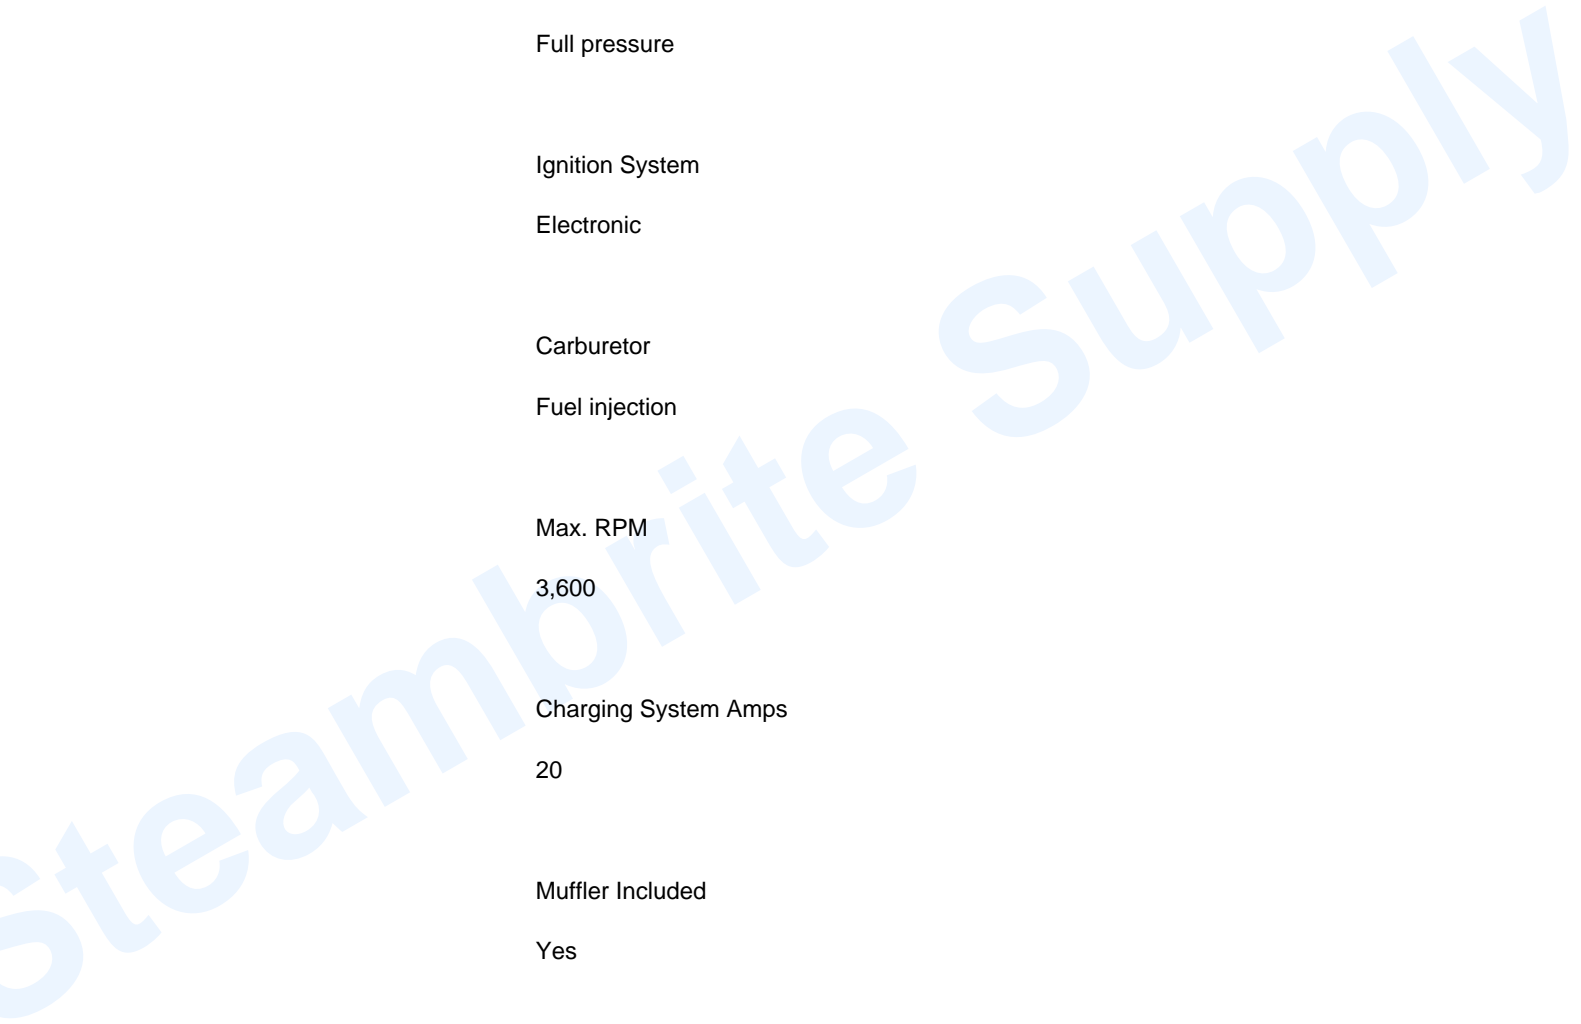 Full pressure
Ignition System
Electronic
Carburetor
Fuel injection
Max. RPM
3,600
Charging System Amps
20
Muffler Included
Yes
Steambrite Supply